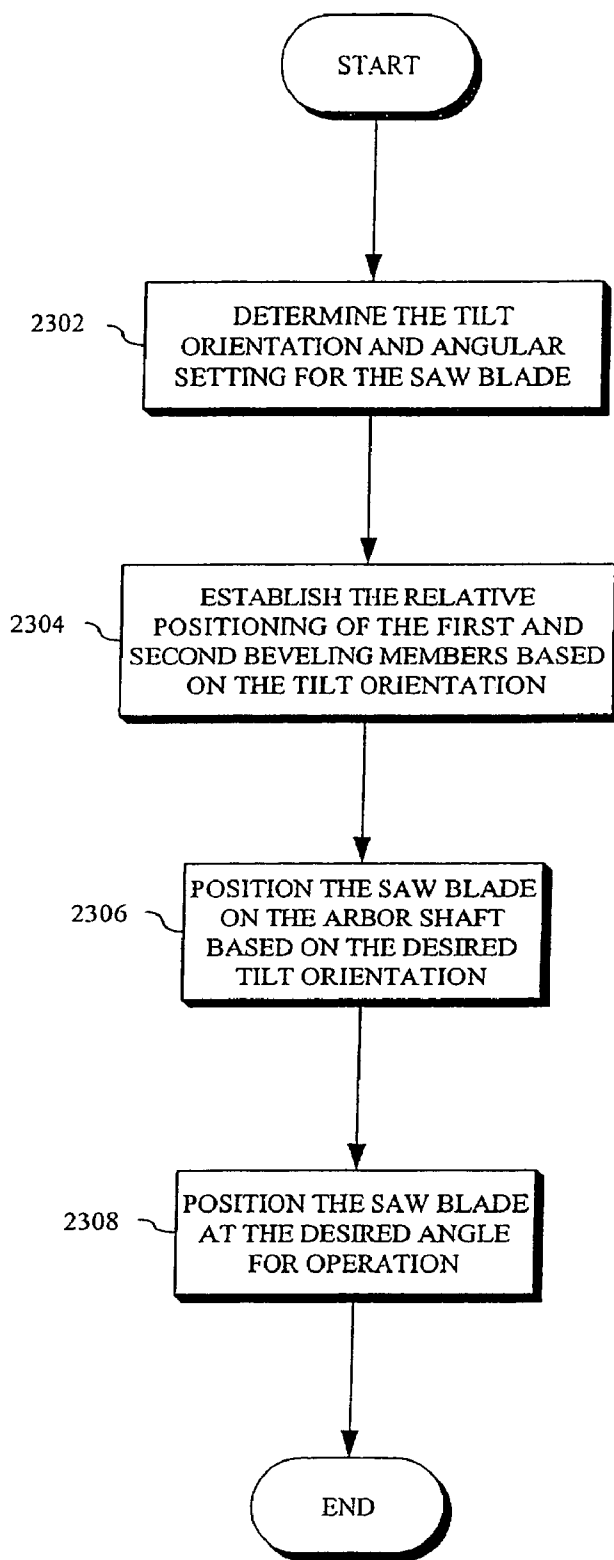 START
2302
DETERMINE THE TILT
ORIENTATION AND ANGULAR
SETTING FOR THE SAW BLADE
2304
ESTABLISH THE RELATIVE
POSITIONING OF THE FIRST AND
SECOND BEVELING MEMBERS BASED
ON THE TILT ORIENTATION
2306
POSITION THE SAW BLADE
ON THE ARBOR SHAFT
BASED ON THE DESIRED
TILT ORIENTATION
2308
POSITION THE SAW BLADE
AT THE DESIRED ANGLE
FOR OPERATION
END